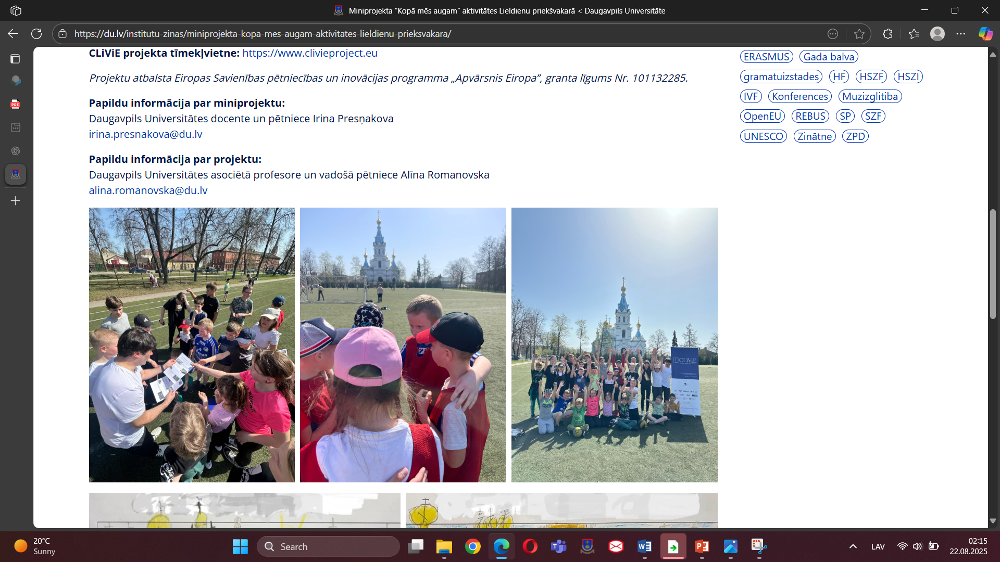 Miniprojekta “Kopā mēs augam” aktivitātes Lieldienu priekšvakarā < Daugavpils Universitāte
https://du.lv/institutu-zinas/miniprojekta-kopa-mes-augam-aktivitates-lieldienu-prieksvakara/
CLiViE projekta tīmekļvietne: https://www.clivieproject.eu
Projektu atbalsta Eiropas Savienības pētniecības un inovācijas programma „Apvārsnis Eiropa”, granta līgums Nr. 101132285.
Papildu informācija par miniprojektu:
Daugavpils Universitātes docente un pētniece Irina Presņakova
irina.presnakova@du.lv
Papildu informācija par projektu:
Daugavpils Universitātes asociētā profesore un vadošā pētniece Alīna Romanovska
alina.romanovska@du.lv
ERASMUS Gada balva
gramatuizstades HF HSZF HSZI
IVF Konferences Muzizglitiba
OpenEU REBUS SP SZF
UNESCO Zinātne ZPD
CLiViE
PDF
20°C
Sunny
Search
LAV
02:15
22.08.2025